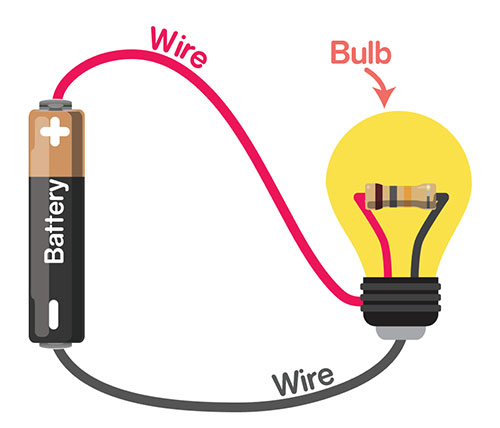 Wire
Bulb
+
Battery
-
Wire